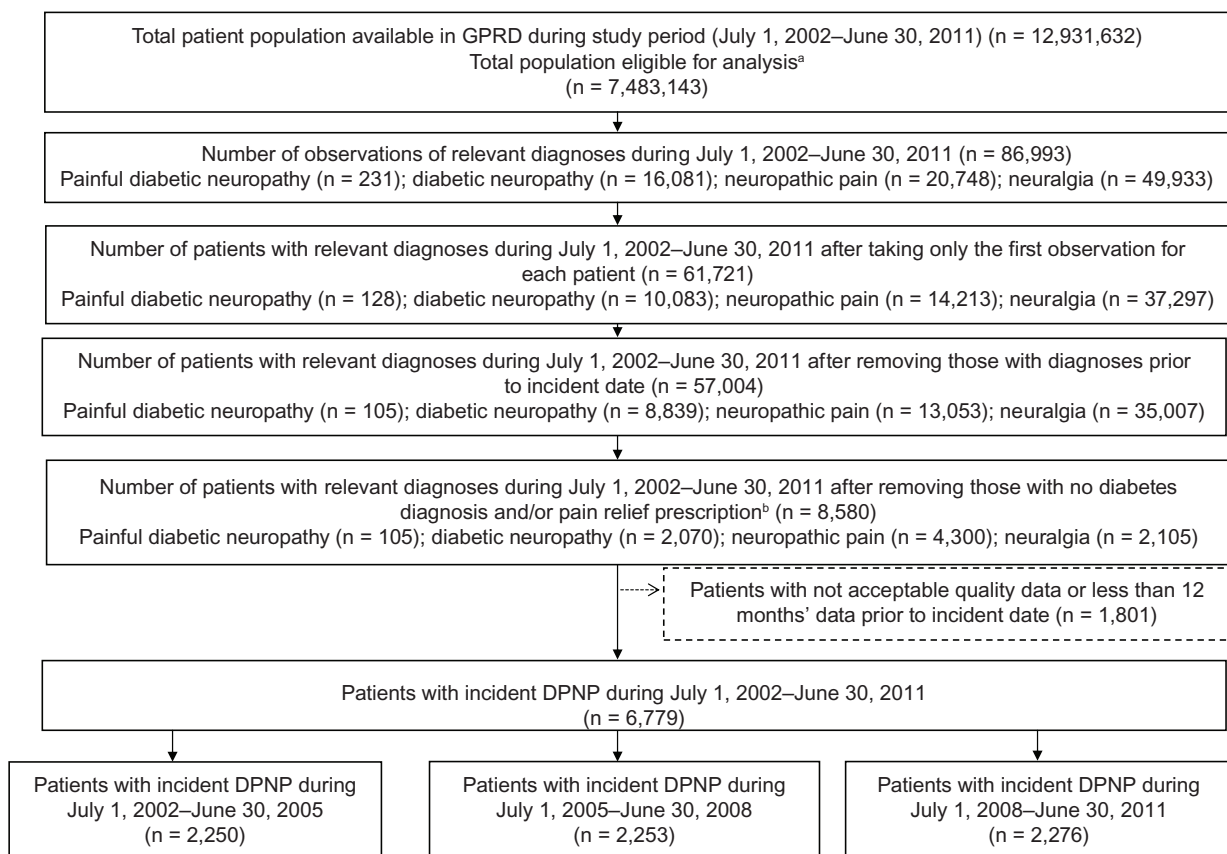 Total patient population available in GPRD during study period (July 1, 2002–June 30, 2011) (n = 12,931,632)
Total population eligible for analysisᵃ
(n = 7,483,143)
Number of observations of relevant diagnoses during July 1, 2002–June 30, 2011 (n = 86,993)
Painful diabetic neuropathy (n = 231); diabetic neuropathy (n = 16,081); neuropathic pain (n = 20,748); neuralgia (n = 49,933)
Number of patients with relevant diagnoses during July 1, 2002–June 30, 2011 after taking only the first observation for
each patient (n = 61,721)
Painful diabetic neuropathy (n = 128); diabetic neuropathy (n = 10,083); neuropathic pain (n = 14,213); neuralgia (n = 37,297)
Number of patients with relevant diagnoses during July 1, 2002–June 30, 2011 after removing those with diagnoses prior
to incident date (n = 57,004)
Painful diabetic neuropathy (n = 105); diabetic neuropathy (n = 8,839); neuropathic pain (n = 13,053); neuralgia (n = 35,007)
Number of patients with relevant diagnoses during July 1, 2002–June 30, 2011 after removing those with no diabetes
diagnosis and/or pain relief prescriptionᵇ (n = 8,580)
Painful diabetic neuropathy (n = 105); diabetic neuropathy (n = 2,070); neuropathic pain (n = 4,300); neuralgia (n = 2,105)
Patients with not acceptable quality data or less than 12
months’ data prior to incident date (n = 1,801)
Patients with incident DPNP during July 1, 2002–June 30, 2011
(n = 6,779)
Patients with incident DPNP during
July 1, 2002–June 30, 2005
(n = 2,250)
Patients with incident DPNP during
July 1, 2005–June 30, 2008
(n = 2,253)
Patients with incident DPNP during
July 1, 2008–June 30, 2011
(n = 2,276)